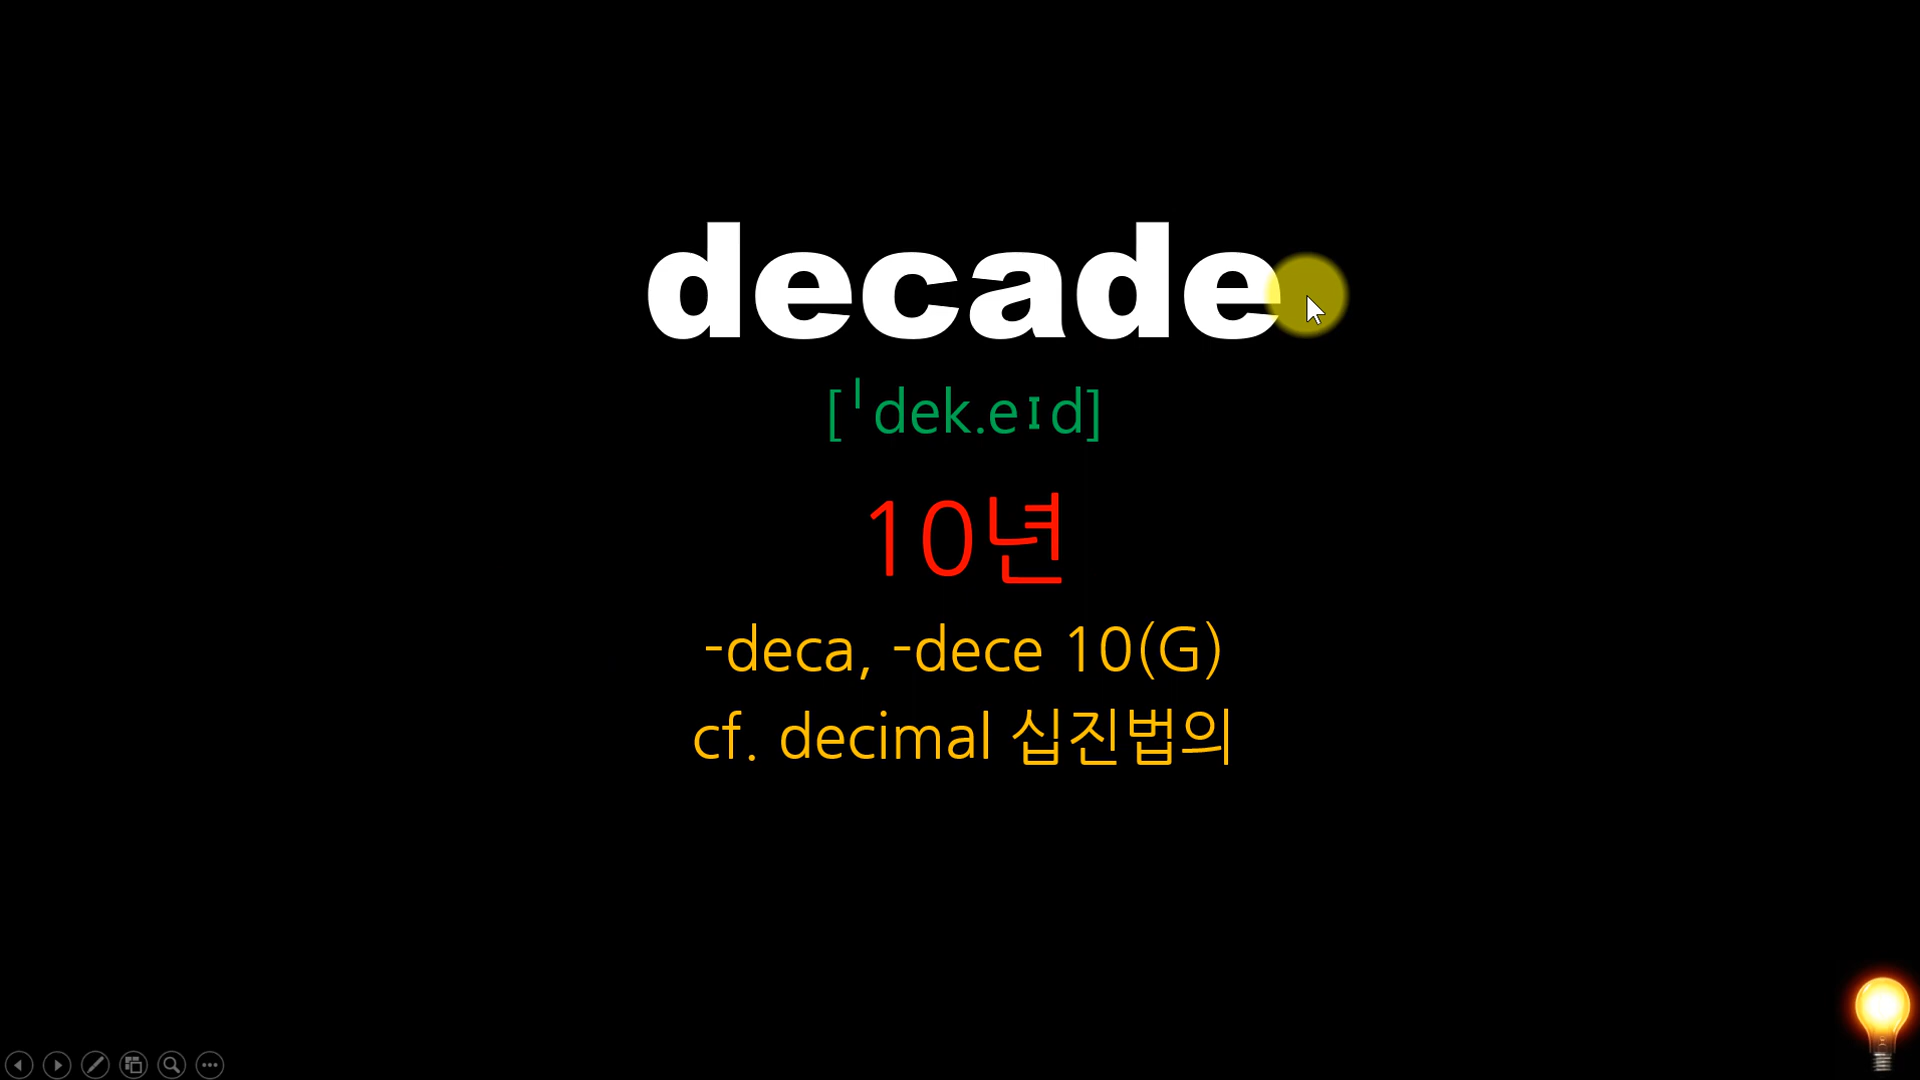 decade
[ˈdek.eɪd]
10년
-deca, -dece 10(G)
cf. decimal 십진법의